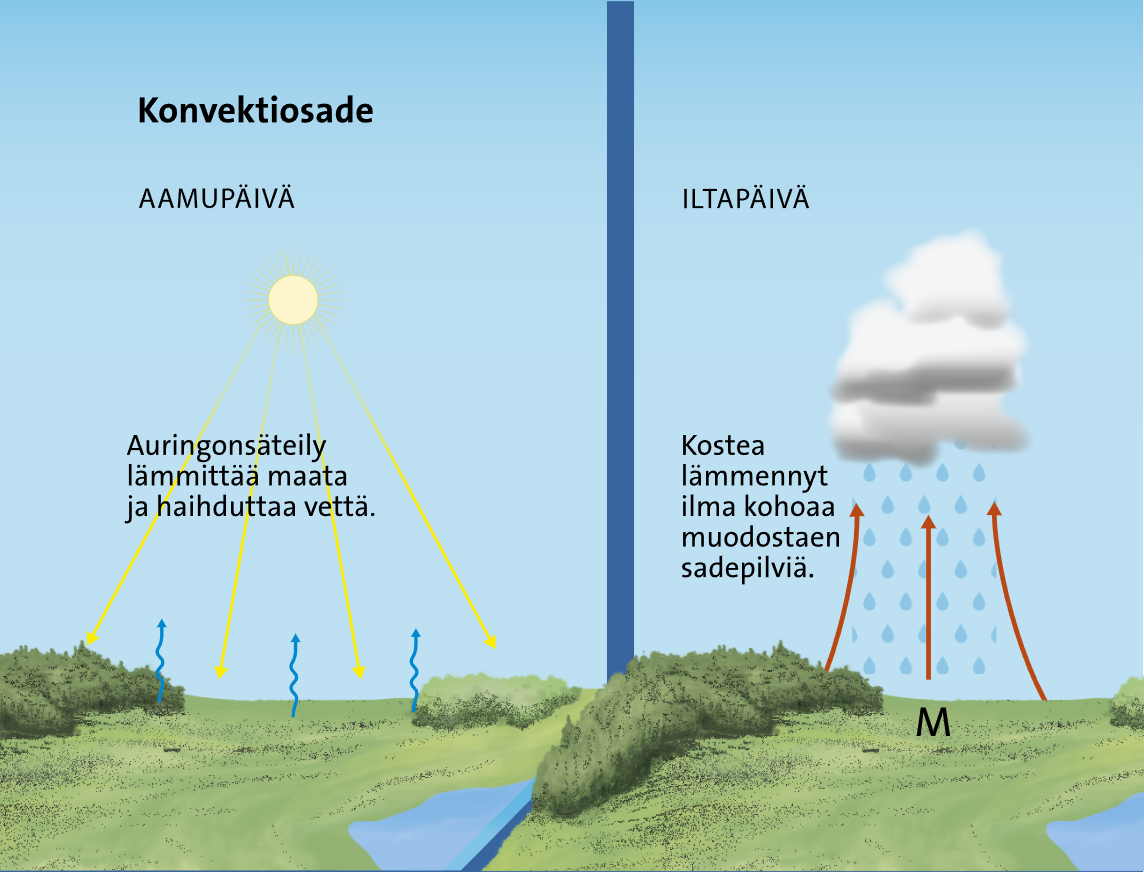 Konvektiosade
AAMUPÄIVÄ
Auringonsäteily
lämmittää maata
ja haihduttaa vettä.
ILTAPÄIVÄ
Kostea
lämmennyt
ilma kohoaa
muodostaen
sadepilviä.
M